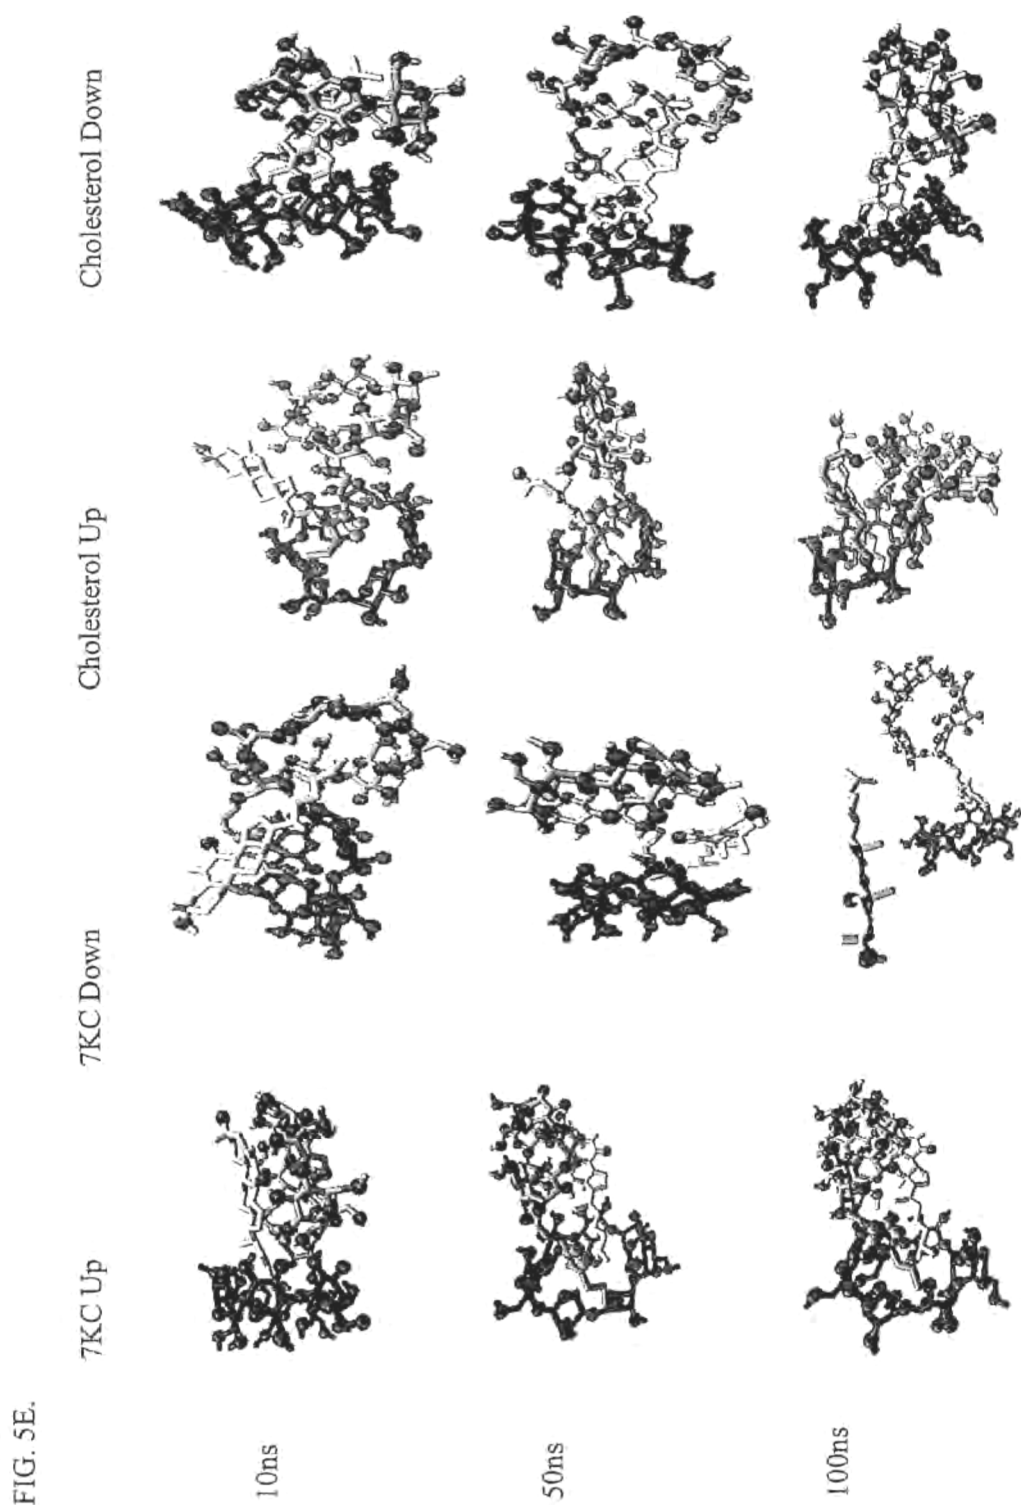 FIG. 5E.
7KC Up
7KC Down
Cholesterol Up
Cholesterol Down
10ns
50ns
100ns